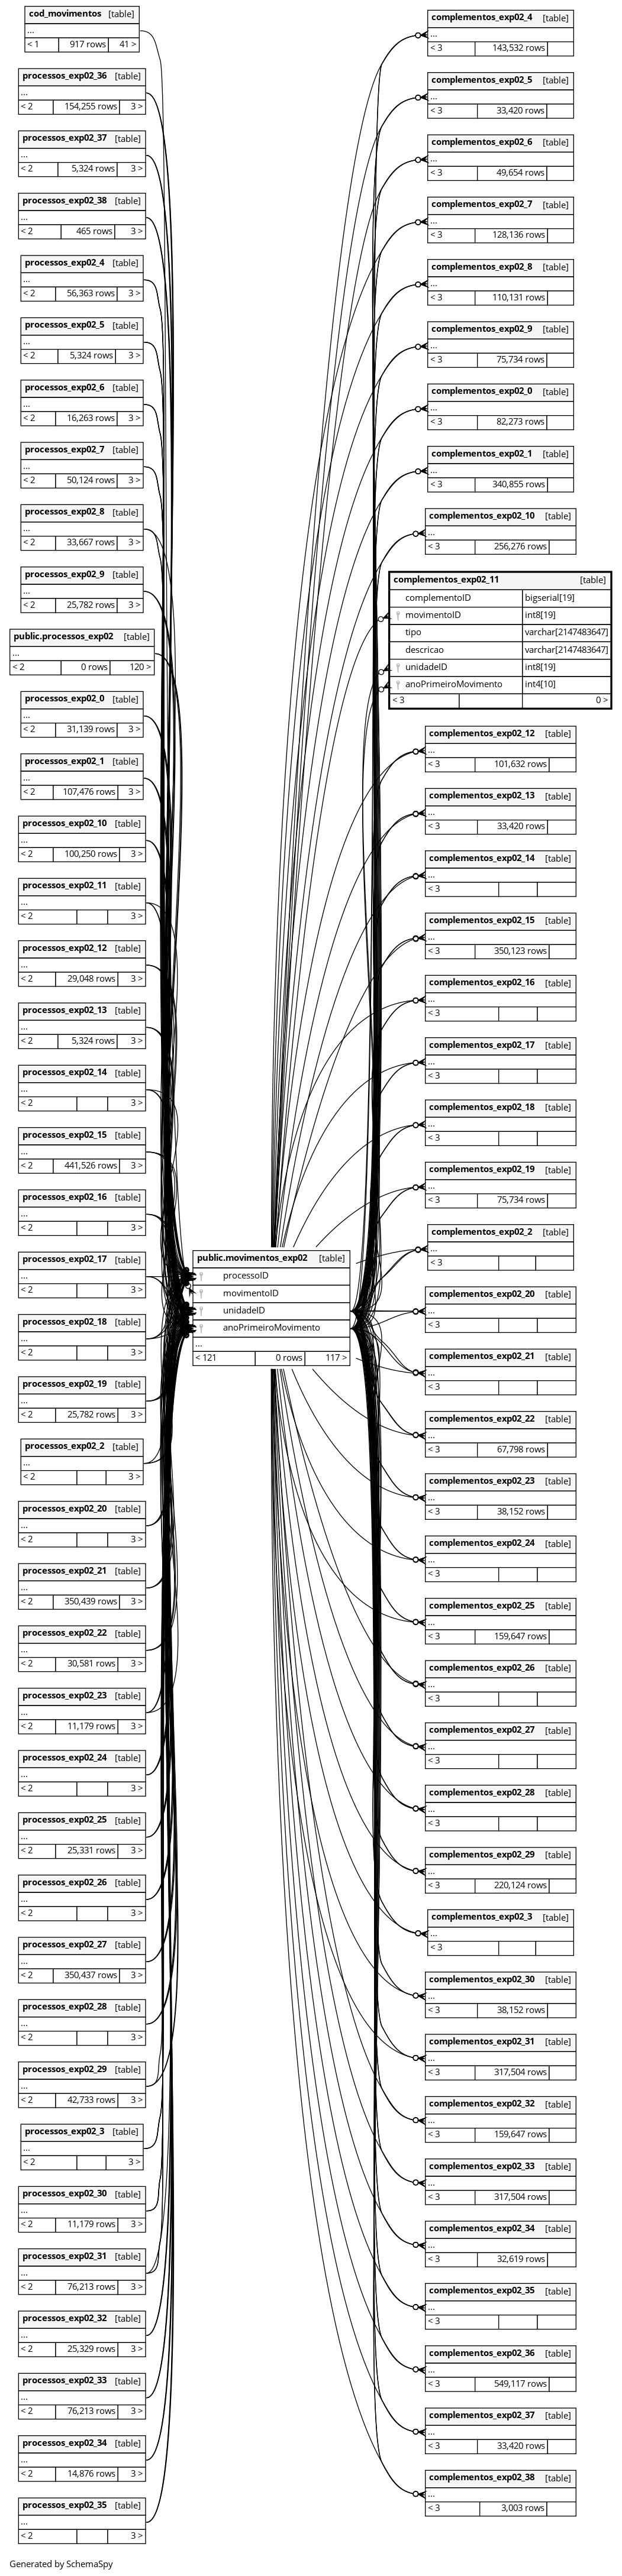 cod_movimentos [table]
...
< 1 917 rows 41 >
processos_exp02_36 [table]
...
< 2 154,255 rows 3 >
processos_exp02_37 [table]
...
< 2 5,324 rows 3 >
processos_exp02_38 [table]
...
< 2 465 rows 3 >
processos_exp02_4 [table]
...
< 2 56,363 rows 3 >
processos_exp02_5 [table]
...
< 2 5,324 rows 3 >
processos_exp02_6 [table]
...
< 2 16,263 rows 3 >
processos_exp02_7 [table]
...
< 2 50,124 rows 3 >
processos_exp02_8 [table]
...
< 2 33,667 rows 3 >
processos_exp02_9 [table]
...
< 2 25,782 rows 3 >
public.processos_exp02 [table]
...
< 2 0 rows 120 >
processos_exp02_0 [table]
...
< 2 31,139 rows 3 >
processos_exp02_1 [table]
...
< 2 107,476 rows 3 >
processos_exp02_10 [table]
...
< 2 100,250 rows 3 >
processos_exp02_11 [table]
...
< 2 3 >
processos_exp02_12 [table]
...
< 2 29,048 rows 3 >
processos_exp02_13 [table]
...
< 2 5,324 rows 3 >
processos_exp02_14 [table]
...
< 2 3 >
processos_exp02_15 [table]
...
< 2 441,526 rows 3 >
processos_exp02_16 [table]
...
< 2 3 >
processos_exp02_17 [table]
...
< 2 3 >
processos_exp02_18 [table]
...
< 2 3 >
processos_exp02_19 [table]
...
< 2 25,782 rows 3 >
processos_exp02_2 [table]
...
< 2 3 >
processos_exp02_20 [table]
...
< 2 3 >
processos_exp02_21 [table]
...
< 2 350,439 rows 3 >
processos_exp02_22 [table]
...
< 2 30,581 rows 3 >
processos_exp02_23 [table]
...
< 2 11,179 rows 3 >
processos_exp02_24 [table]
...
< 2 3 >
processos_exp02_25 [table]
...
< 2 25,331 rows 3 >
processos_exp02_26 [table]
...
< 2 3 >
processos_exp02_27 [table]
...
< 2 350,437 rows 3 >
processos_exp02_28 [table]
...
< 2 3 >
processos_exp02_29 [table]
...
< 2 42,733 rows 3 >
processos_exp02_3 [table]
...
< 2 3 >
processos_exp02_30 [table]
...
< 2 11,179 rows 3 >
processos_exp02_31 [table]
...
< 2 76,213 rows 3 >
processos_exp02_32 [table]
...
< 2 25,329 rows 3 >
processos_exp02_33 [table]
...
< 2 76,213 rows 3 >
processos_exp02_34 [table]
...
< 2 14,876 rows 3 >
processos_exp02_35 [table]
...
< 2 3 >
public.movimentos_exp02 [table]
processoID
movimentoID
unidadeID
anoPrimeiroMovimento
...
< 121 0 rows 117 >
complementos_exp02_4 [table]
...
< 3 143,532 rows
complementos_exp02_5 [table]
...
< 3 33,420 rows
complementos_exp02_6 [table]
...
< 3 49,654 rows
complementos_exp02_7 [table]
...
< 3 128,136 rows
complementos_exp02_8 [table]
...
< 3 110,131 rows
complementos_exp02_9 [table]
...
< 3 75,734 rows
complementos_exp02_0 [table]
...
< 3 82,273 rows
complementos_exp02_1 [table]
...
< 3 340,855 rows
complementos_exp02_10 [table]
...
< 3 256,276 rows
complementos_exp02_11 [table]
complementoID bigserial[19]
movimentoID int8[19]
tipo varchar[2147483647]
descricao varchar[2147483647]
unidadeID int8[19]
anoPrimeiroMovimento int4[10]
< 3 0 >
complementos_exp02_12 [table]
...
< 3 101,632 rows
complementos_exp02_13 [table]
...
< 3 33,420 rows
complementos_exp02_14 [table]
...
< 3
complementos_exp02_15 [table]
...
< 3 350,123 rows
complementos_exp02_16 [table]
...
< 3
complementos_exp02_17 [table]
...
< 3
complementos_exp02_18 [table]
...
< 3
complementos_exp02_19 [table]
...
< 3 75,734 rows
complementos_exp02_2 [table]
...
< 3
complementos_exp02_20 [table]
...
< 3
complementos_exp02_21 [table]
...
< 3
complementos_exp02_22 [table]
...
< 3 67,798 rows
complementos_exp02_23 [table]
...
< 3 38,152 rows
complementos_exp02_24 [table]
...
< 3
complementos_exp02_25 [table]
...
< 3 159,647 rows
complementos_exp02_26 [table]
...
< 3
complementos_exp02_27 [table]
...
< 3
complementos_exp02_28 [table]
...
< 3
complementos_exp02_29 [table]
...
< 3 220,124 rows
complementos_exp02_3 [table]
...
< 3
complementos_exp02_30 [table]
...
< 3 38,152 rows
complementos_exp02_31 [table]
...
< 3 317,504 rows
complementos_exp02_32 [table]
...
< 3 159,647 rows
complementos_exp02_33 [table]
...
< 3 317,504 rows
complementos_exp02_34 [table]
...
< 3 32,619 rows
complementos_exp02_35 [table]
...
< 3
complementos_exp02_36 [table]
...
< 3 549,117 rows
complementos_exp02_37 [table]
...
< 3 33,420 rows
complementos_exp02_38 [table]
...
< 3 3,003 rows
Generated by SchemaSpy